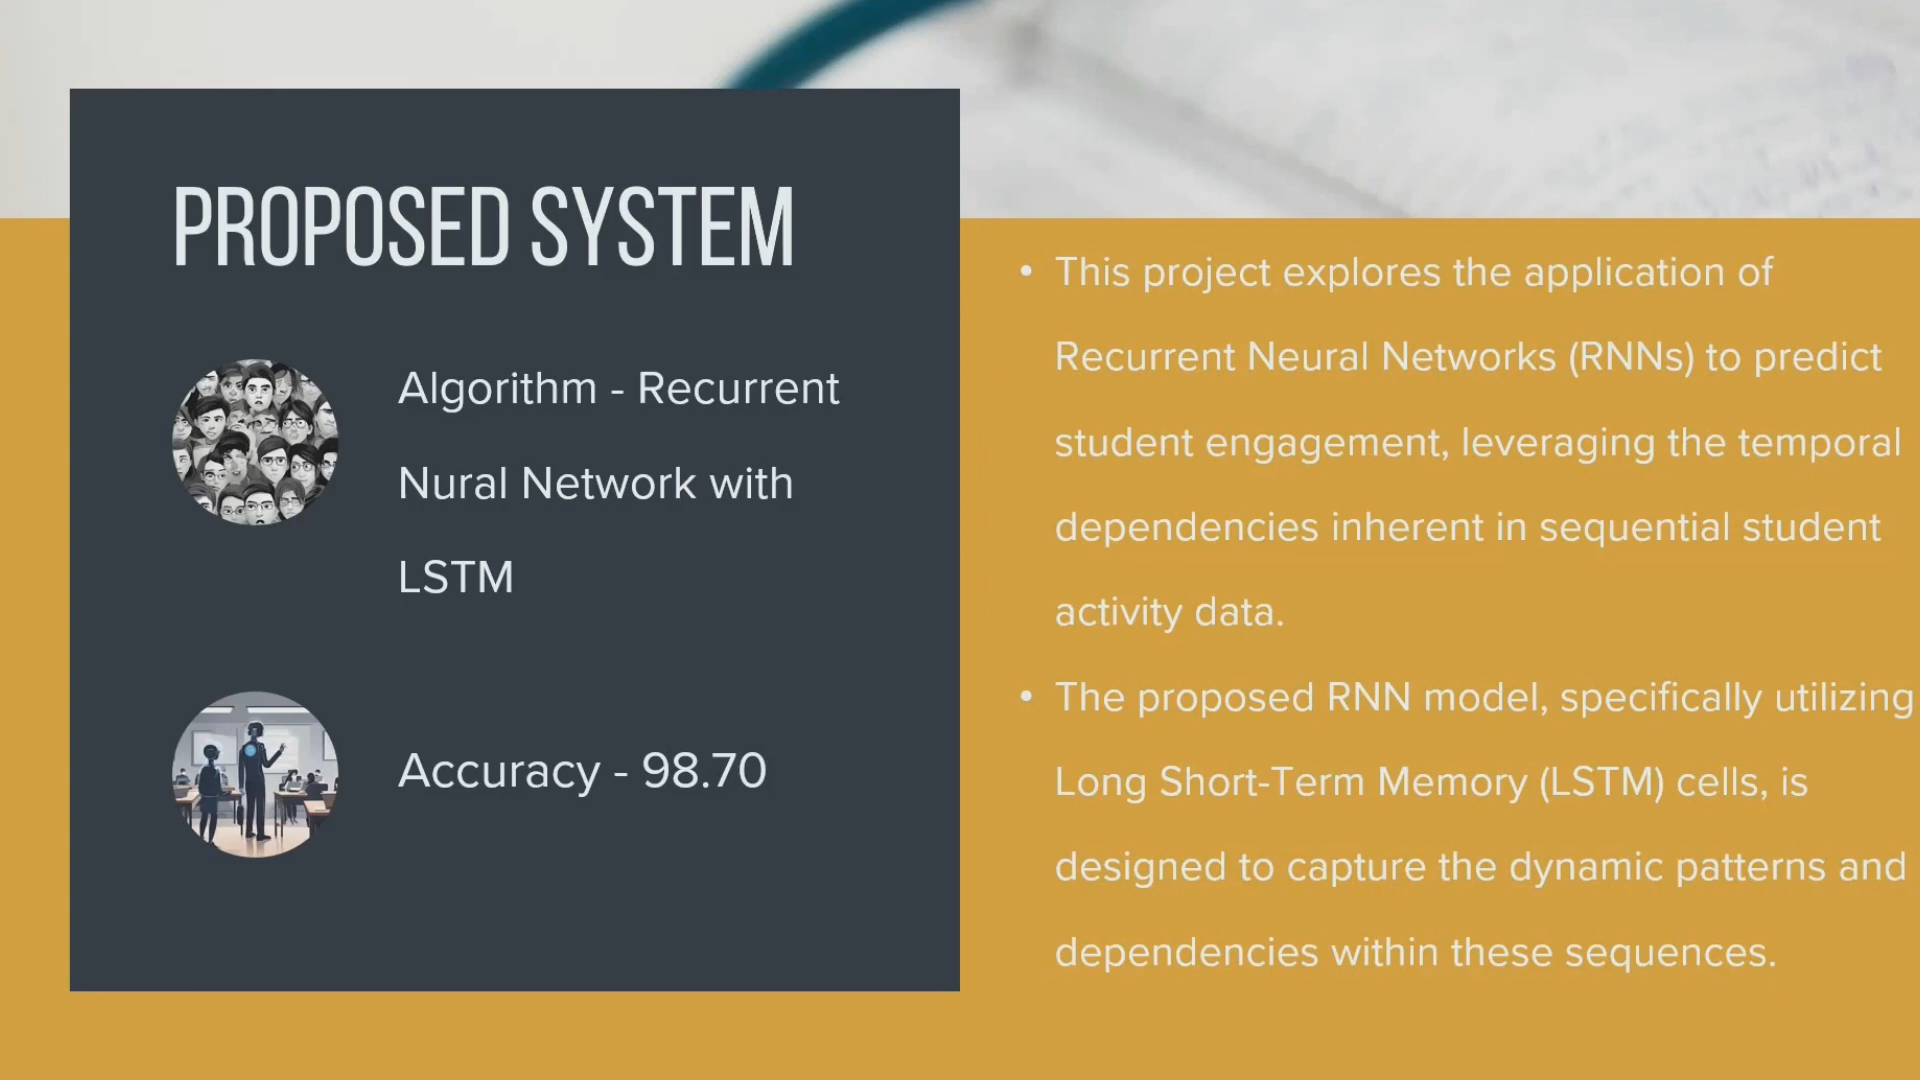 PROPOSED SYSTEM
Algorithm - Recurrent
Nural Network with
LSTM
Accuracy - 98.70
• This project explores the application of
Recurrent Neural Networks (RNNs) to predict
student engagement, leveraging the temporal
dependencies inherent in sequential student
activity data.
• The proposed RNN model, specifically utilizing
Long Short-Term Memory (LSTM) cells, is
designed to capture the dynamic patterns and
dependencies within these sequences.